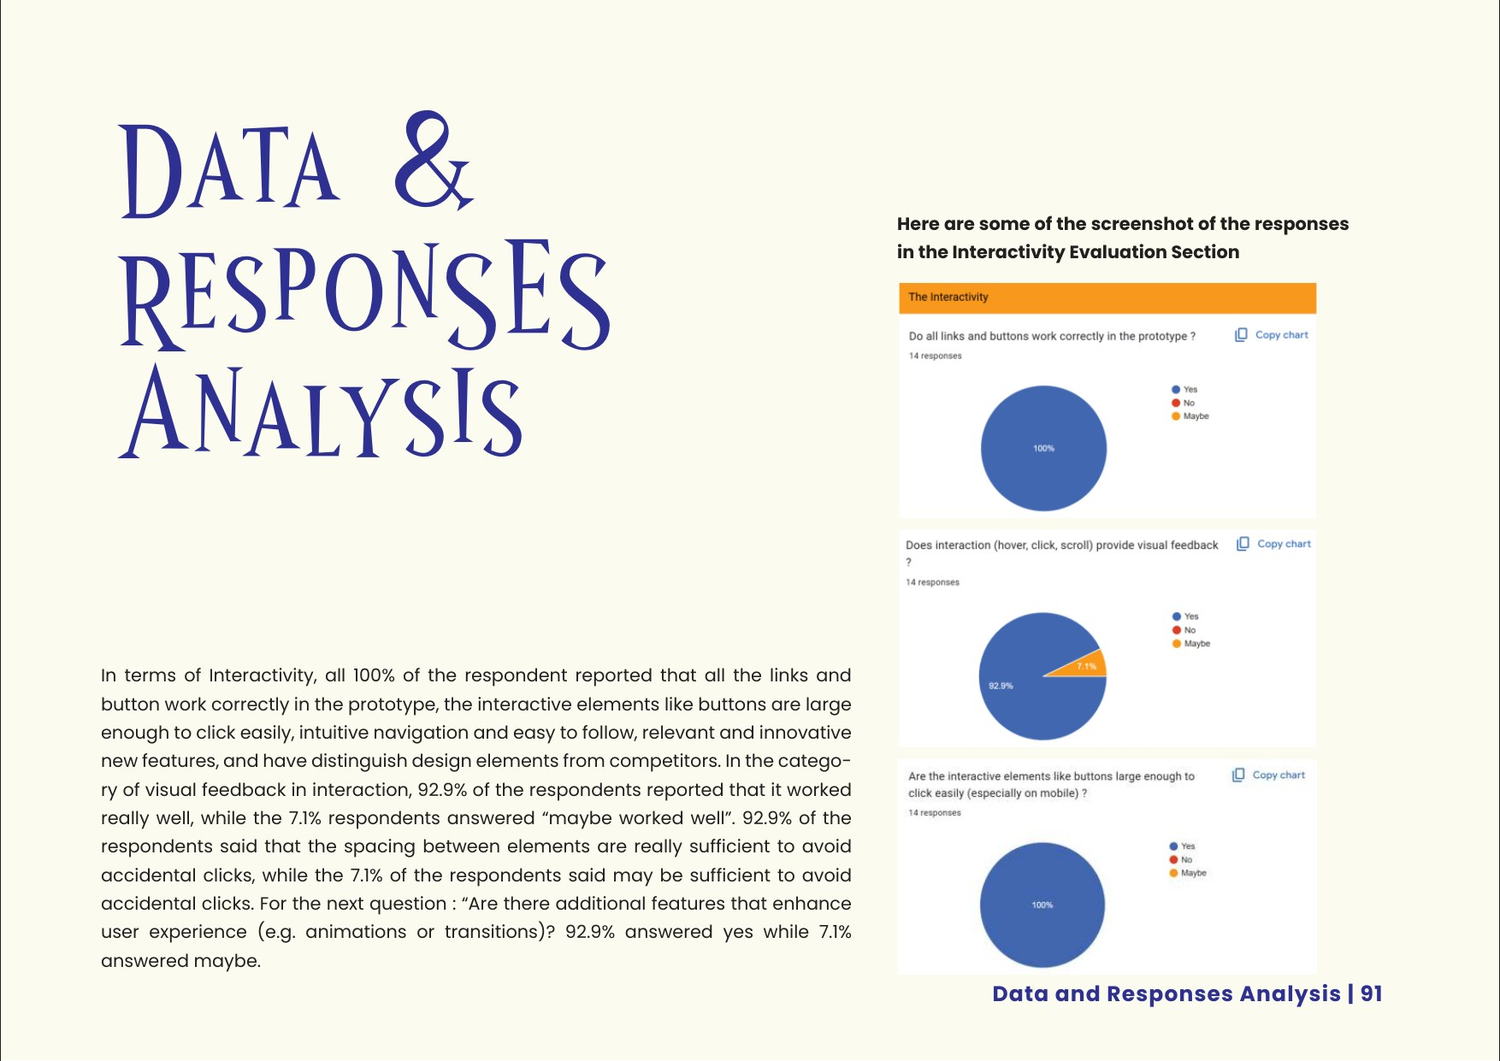 DATA &
RESPONSES
ANALYSIS
In terms of Interactivity, all 100% of the respondent reported that all the links and
button work correctly in the prototype, the interactive elements like buttons are large
enough to click easily, intuitive navigation and easy to follow, relevant and innovative
new features, and have distinguish design elements from competitors. In the catego-
ry of visual feedback in interaction, 92.9% of the respondents reported that it worked
really well, while the 7.1% respondents answered “maybe worked well”. 92.9% of the
respondents said that the spacing between elements are really sufficient to avoid
accidental clicks, while the 7.1% of the respondents said may be sufficient to avoid
accidental clicks. For the next question : “Are there additional features that enhance
user experience (e.g. animations or transitions)? 92.9% answered yes while 7.1%
answered maybe.
Here are some of the screenshot of the responses
in the Interactivity Evaluation Section
The Interactivity
Do all links and buttons work correctly in the prototype ?
Copy chart
14 responses
Yes
No
Maybe
100%
Does interaction (hover, click, scroll) provide visual feedback
?
Copy chart
14 responses
Yes
No
Maybe
7.1%
92.9%
Are the interactive elements like buttons large enough to
click easily (especially on mobile) ?
Copy chart
14 responses
Yes
No
Maybe
100%
Data and Responses Analysis | 91